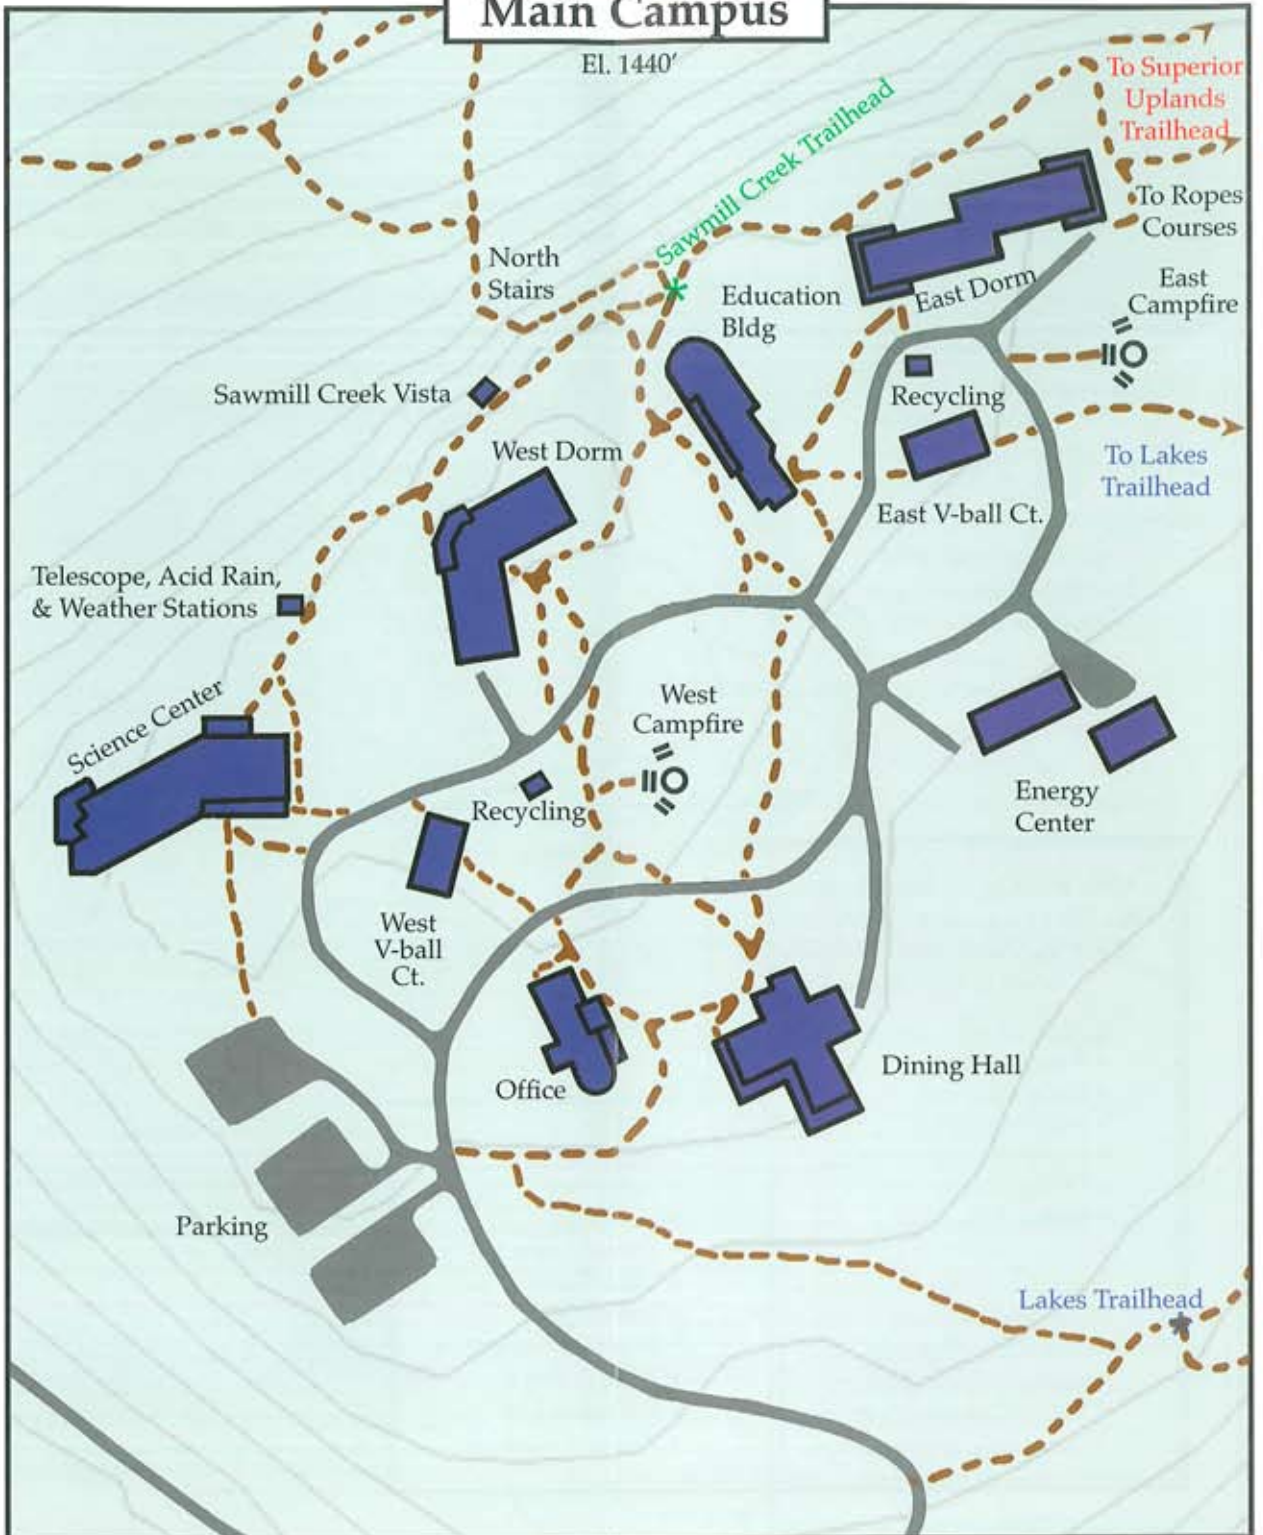 Main Campus
El. 1440′
To Superior
Uplands
Trailhead
Sawmill Creek Trailhead
To Ropes
Courses
North
Stairs
Education
Bldg
East Dorm
East
Campfire
Sawmill Creek Vista
Recycling
West Dorm
To Lakes
Trailhead
East V-ball Ct.
Telescope, Acid Rain,
& Weather Stations
Science Center
West
Campfire
Recycling
Energy
Center
West
V-ball
Ct.
Office
Dining Hall
Parking
Lakes Trailhead